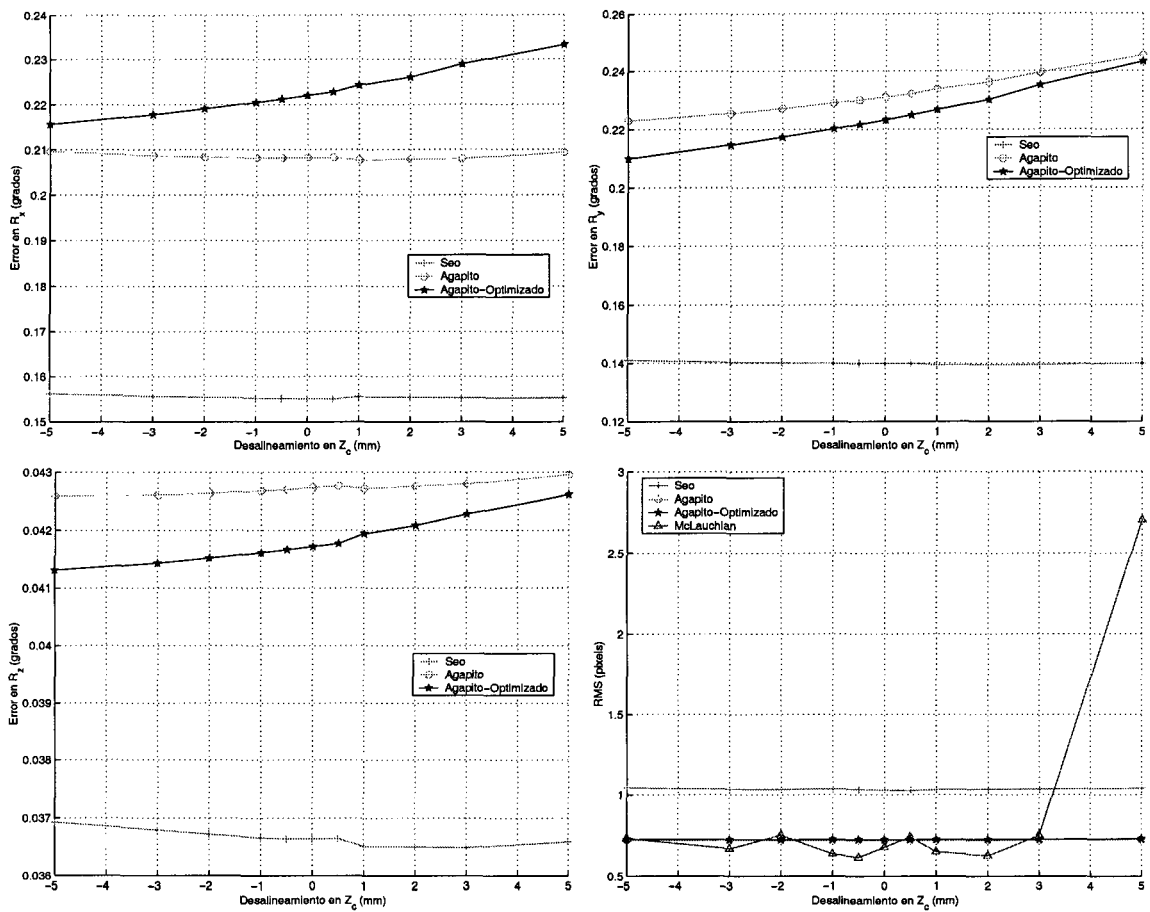 0.24
0.23
0.22
0.21
0.2
0.19
0.18
0.17
0.16
0.15
Error en R_x (grados)
-5 -4 -3 -2 -1 0 1 2 3 4 5
Desalineamiento en Z_c (mm)
Seo
Agapito
Agapito-Optimizado
0.26
0.24
0.22
0.2
0.18
0.16
0.14
0.12
Error en R_y (grados)
-5 -4 -3 -2 -1 0 1 2 3 4 5
Desalineamiento en Z_c (mm)
Seo
Agapito
Agapito-Optimizado
0.043
0.042
0.041
0.04
0.039
0.038
0.037
0.036
Error en R_z (grados)
-5 -4 -3 -2 -1 0 1 2 3 4 5
Desalineamiento en Z_c (mm)
Seo
Agapito
Agapito-Optimizado
3
2.5
2
1.5
1
0.5
RMS (pixels)
-5 -4 -3 -2 -1 0 1 2 3 4 5
Desalineamiento en Z_c (mm)
Seo
Agapito
Agapito-Optimizado
McLauchlan